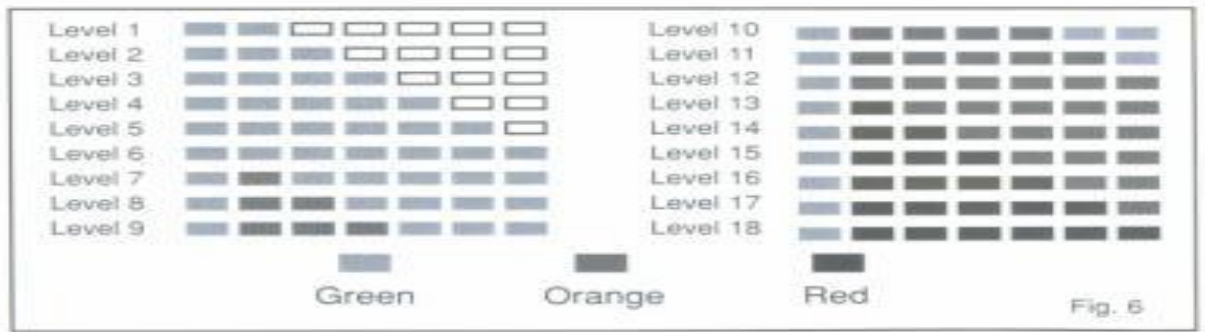 Level 1
Level 2
Level 3
Level 4
Level 5
Level 6
Level 7
Level 8
Level 9
Level 10
Level 11
Level 12
Level 13
Level 14
Level 15
Level 16
Level 17
Level 18
Green Orange Red
Fig. 6